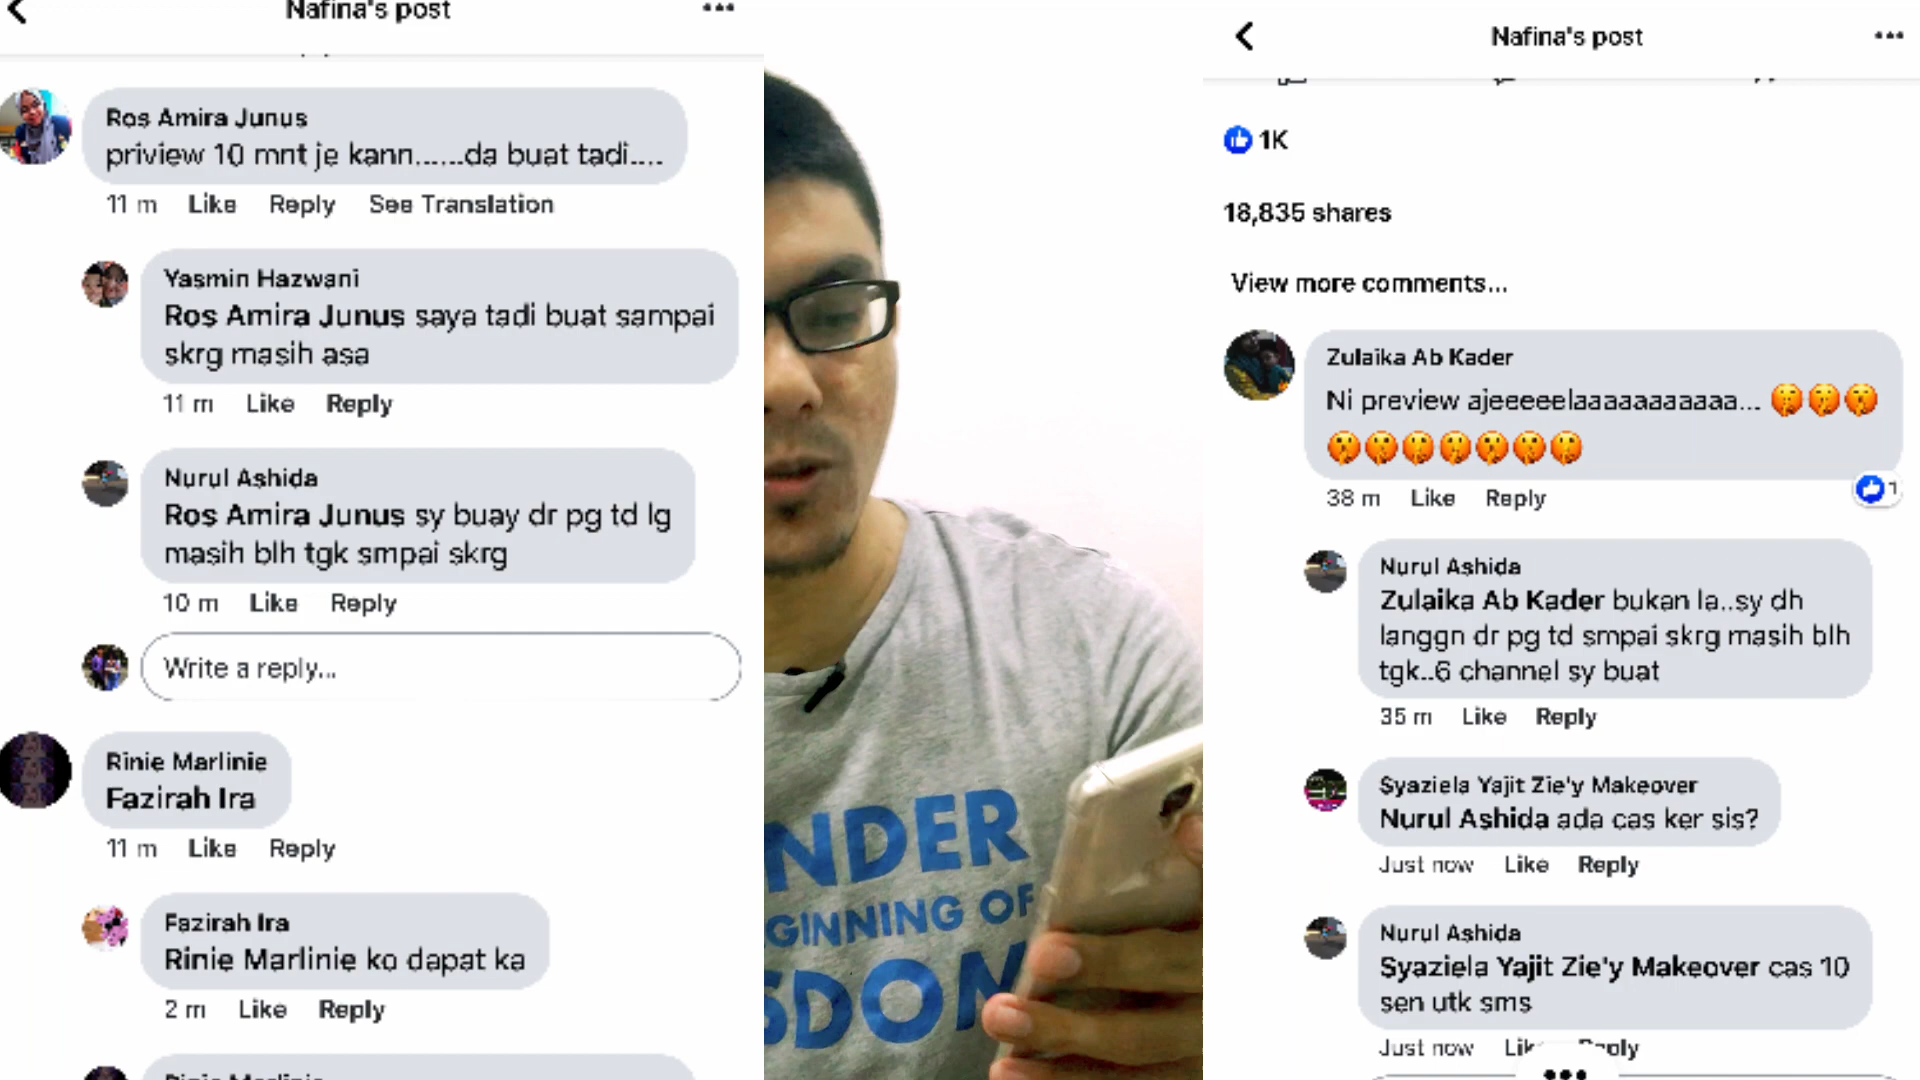 Nafina's post
Ros Amira Junus
priview 10 mnt je kann......da buat tadi....
11 m Like Reply See Translation
Yasmin Hazwani
Ros Amira Junus saya tadi buat sampai
skrg masih asa
11 m Like Reply
Nurul Ashida
Ros Amira Junus sy buay dr pg td lg
masih blh tgk smpai skrg
10 m Like Reply
Write a reply...
Rinie Marlinie
Fazirah Ira
11 m Like Reply
Fazirah Ira
Rinie Marlinie ko dapat ka
2 m Like Reply
Rinie Marlinie
NDER
GINNING OF
SDOM
Nafina's post
1K
18,835 shares
View more comments...
Zulaika Ab Kader
Ni preview ajeeeeelaaaaaaaaaaa... 🤫🤫🤫
🤫🤫🤫🤫🤫🤫🤫
38 m Like Reply
1
Nurul Ashida
Zulaika Ab Kader bukan la..sy dh
langgn dr pg td smpai skrg masih blh
tgk..6 channel sy buat
35 m Like Reply
Syaziela Yajit Zie'y Makeover
Nurul Ashida ada cas ker sis?
Just now Like Reply
Nurul Ashida
Syaziela Yajit Zie'y Makeover cas 10
sen utk sms
Just now Like Reply